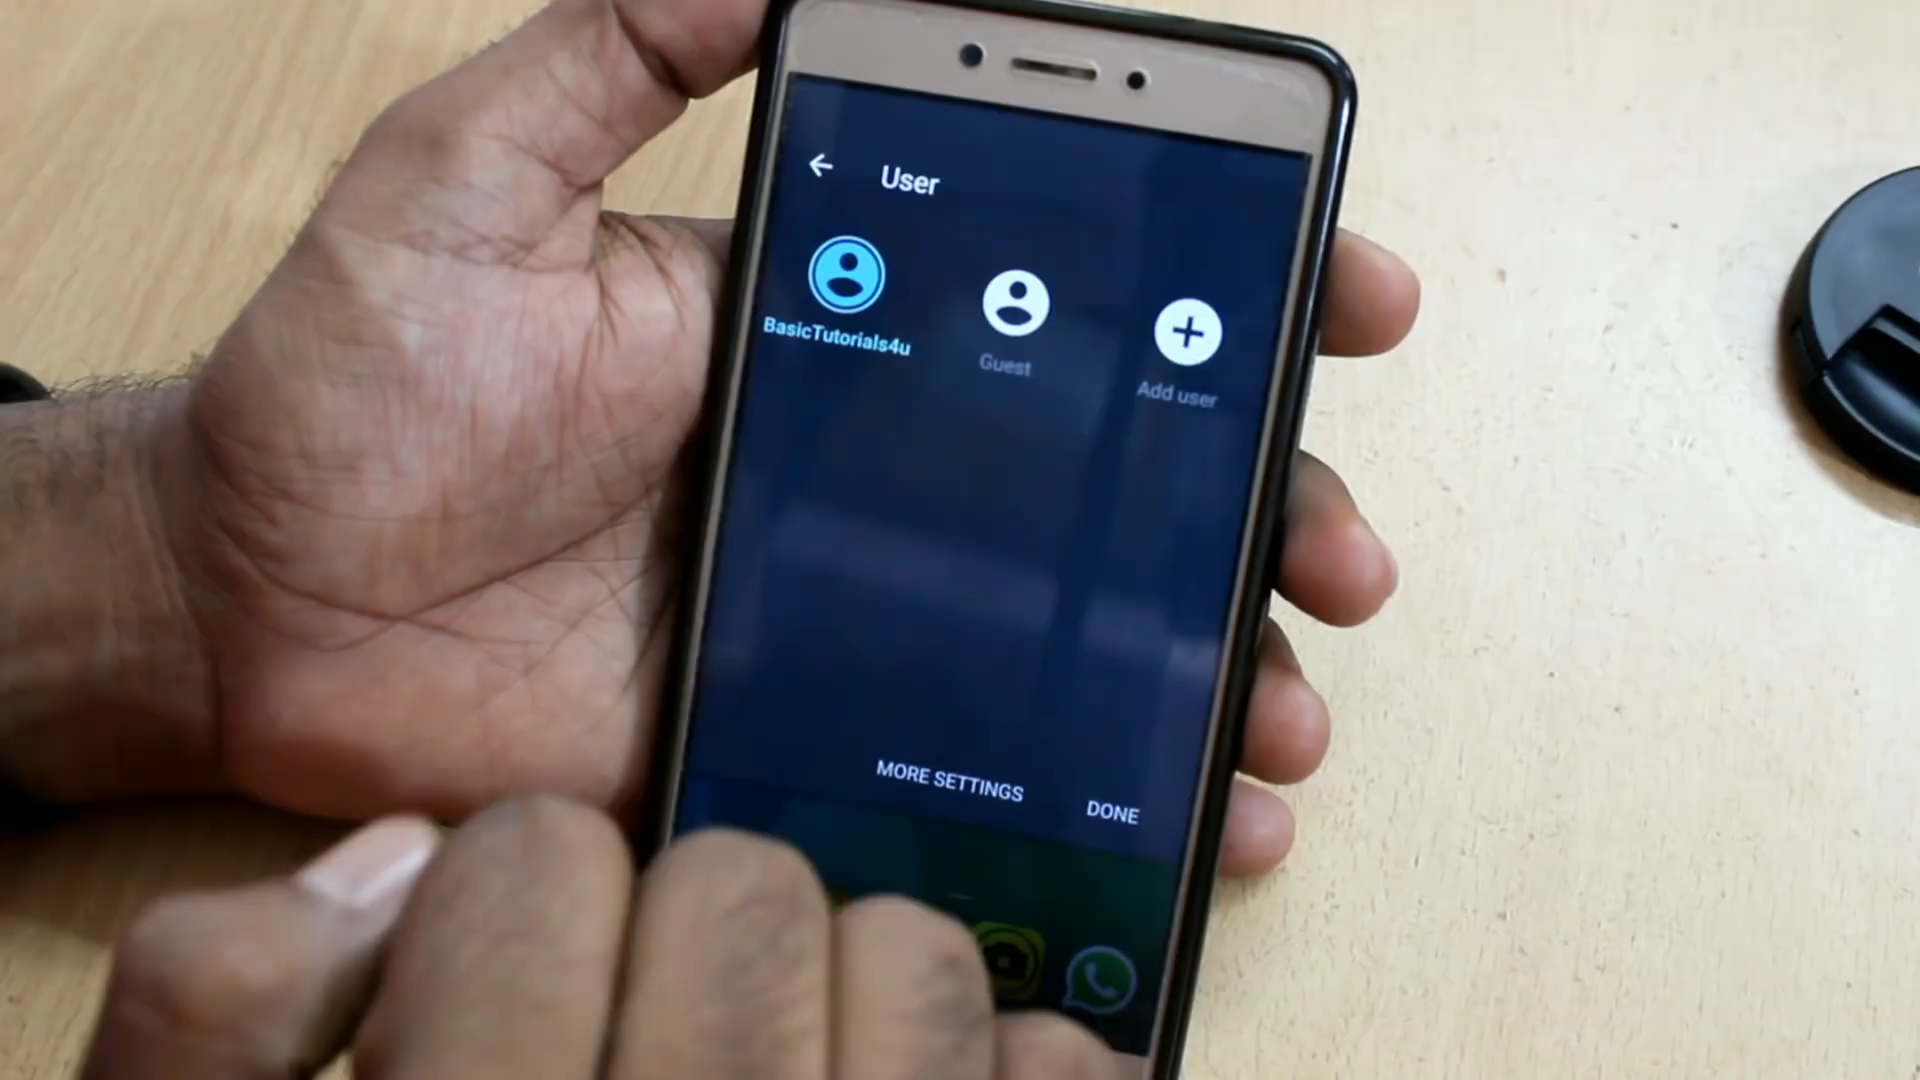 User
BasicTutorials4u
Guest
Add user
MORE SETTINGS
DONE